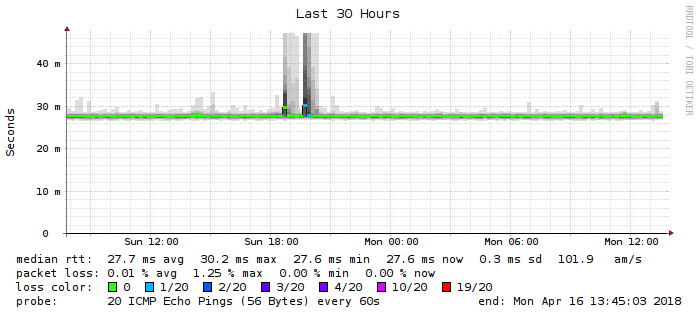 Last 30 Hours
RRDTOOL / TOBI OETIKER
Seconds
40 m
30 m
20 m
10 m
0
Sun 12:00 Sun 18:00 Mon 00:00 Mon 06:00 Mon 12:00
median rtt: 27.7 ms avg 30.2 ms max 27.6 ms min 27.6 ms now 0.3 ms sd 101.9 am/s
packet loss: 0.01 % avg 1.25 % max 0.00 % min 0.00 % now
loss color: 0 1/20 2/20 3/20 4/20 10/20 19/20
probe: 20 ICMP Echo Pings (56 Bytes) every 60s end: Mon Apr 16 13:45:03 2018